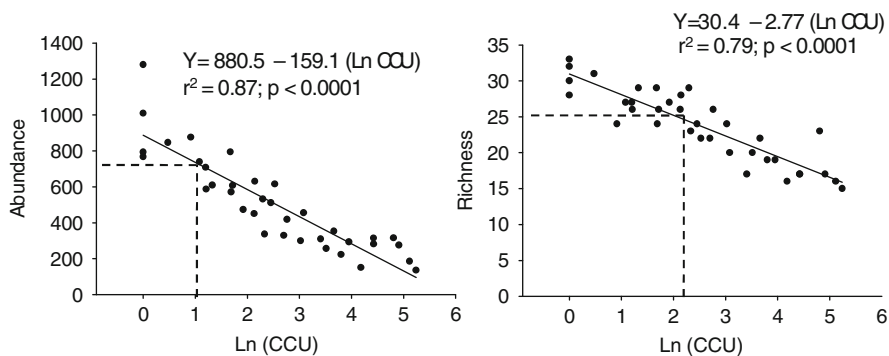 Y= 880.5 – 159.1 (Ln CCU)
r2 = 0.87; p < 0.0001
Abundance
1400
1200
1000
800
600
400
200
0
0 1 2 3 4 5 6
Ln (CCU)
Y=30.4 – 2.77 (Ln CCU)
r2 = 0.79; p < 0.0001
Richness
35
30
25
20
15
10
5
0
0 1 2 3 4 5 6
Ln (CCU)